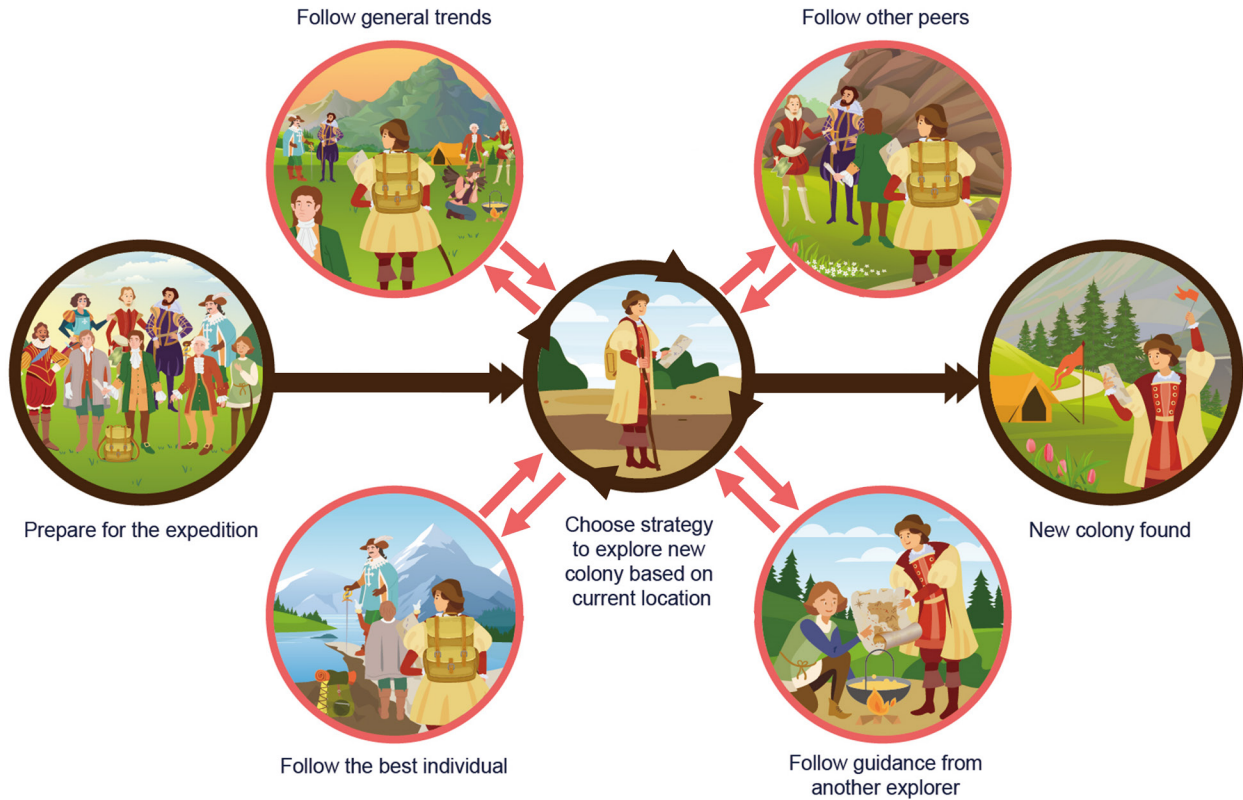 Follow general trends
Follow other peers
Prepare for the expedition
Choose strategy
to explore new
colony based on
current location
New colony found
Follow the best individual
Follow guidance from
another explorer